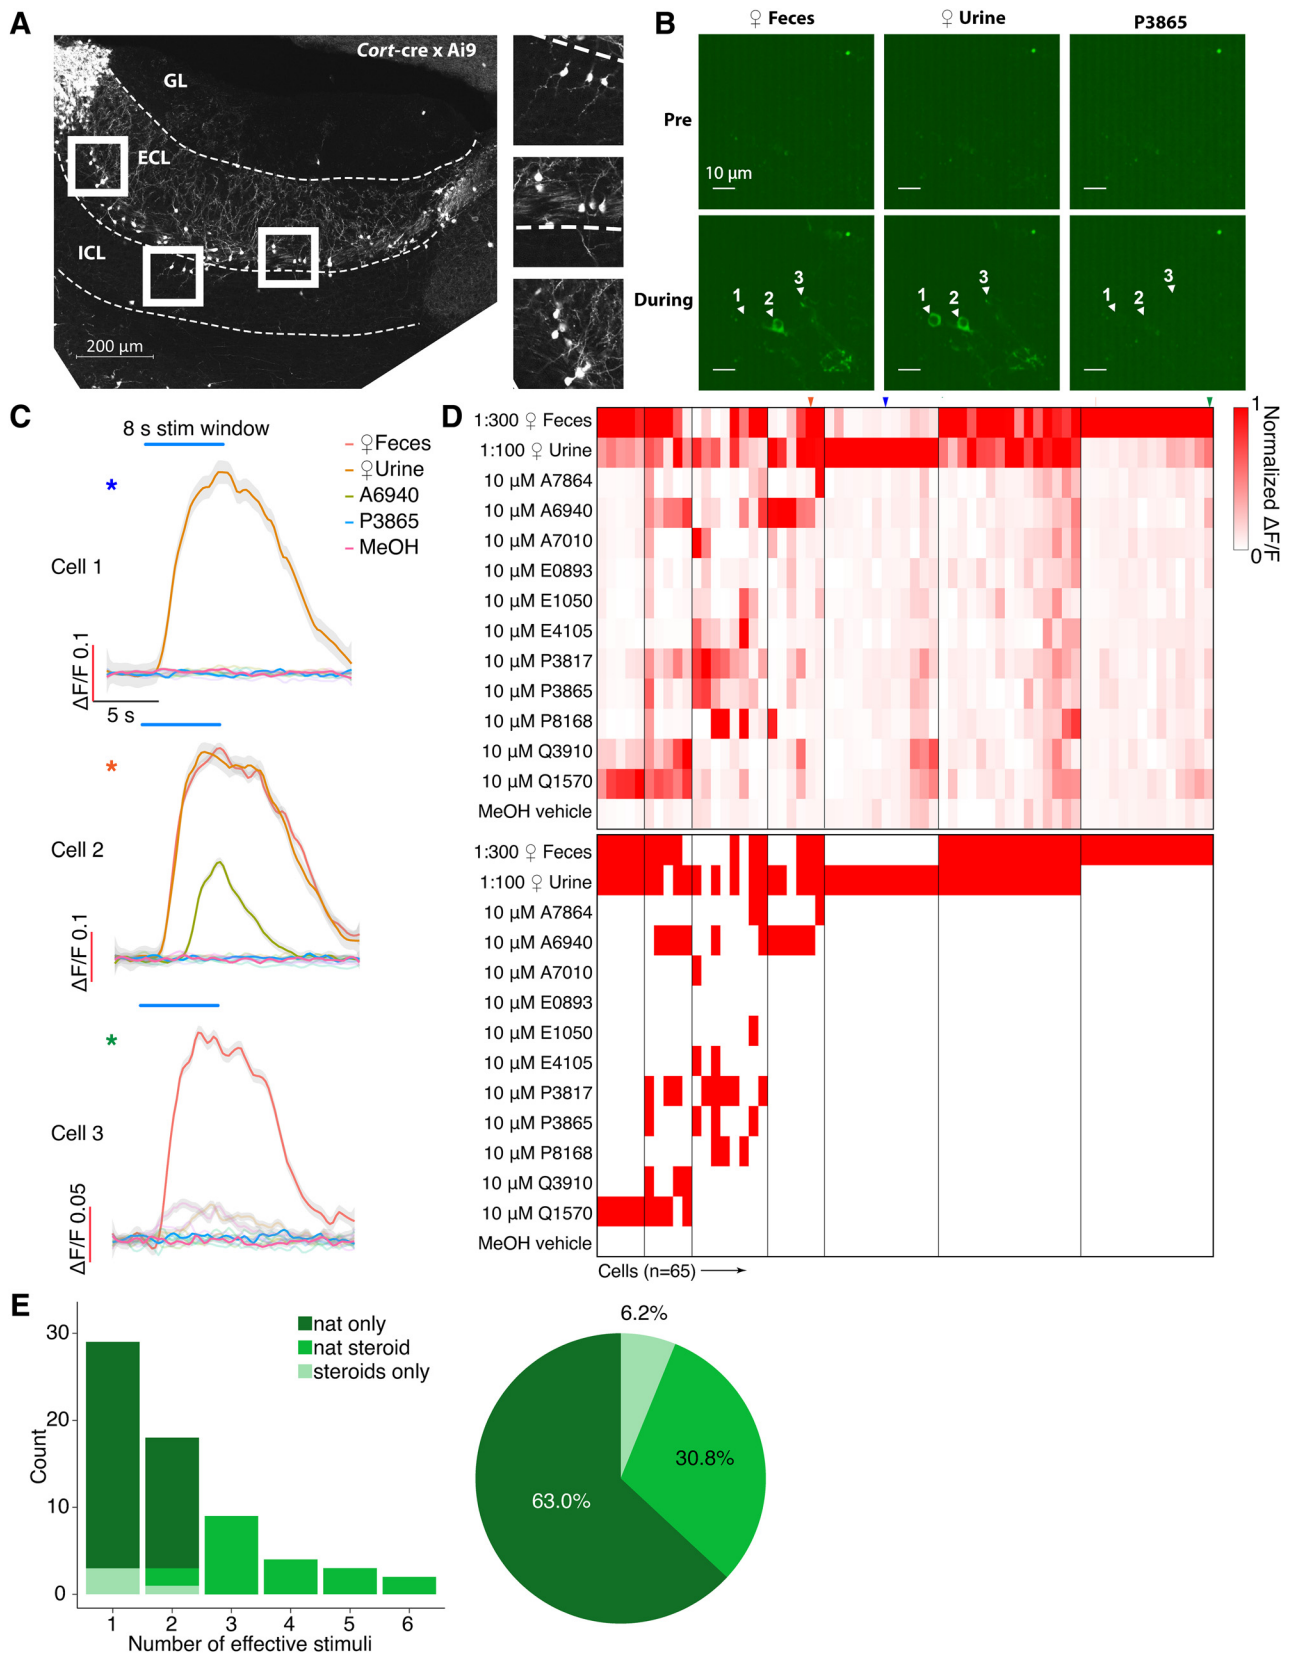 A
Cort-cre x Ai9
GL
ECL
ICL
200 µm
B
♀ Feces
♀ Urine
P3865
Pre
10 µm
During
1
2
3
1
2
3
1
2
3
C
8 s stim window
♀Feces
♀Urine
A6940
P3865
MeOH
*
Cell 1
ΔF/F 0.1
5 s
*
Cell 2
ΔF/F 0.1
*
Cell 3
ΔF/F 0.05
D
1:300 ♀ Feces
1:100 ♀ Urine
10 µM A7864
10 µM A6940
10 µM A7010
10 µM E0893
10 µM E1050
10 µM E4105
10 µM P3817
10 µM P3865
10 µM P8168
10 µM Q3910
10 µM Q1570
MeOH vehicle
1
0
Normalized ΔF/F
1:300 ♀ Feces
1:100 ♀ Urine
10 µM A7864
10 µM A6940
10 µM A7010
10 µM E0893
10 µM E1050
10 µM E4105
10 µM P3817
10 µM P3865
10 µM P8168
10 µM Q3910
10 µM Q1570
MeOH vehicle
Cells (n=65)
E
Count
30
20
10
0
nat only
nat steroid
steroids only
1 2 3 4 5 6
Number of effective stimuli
6.2%
30.8%
63.0%